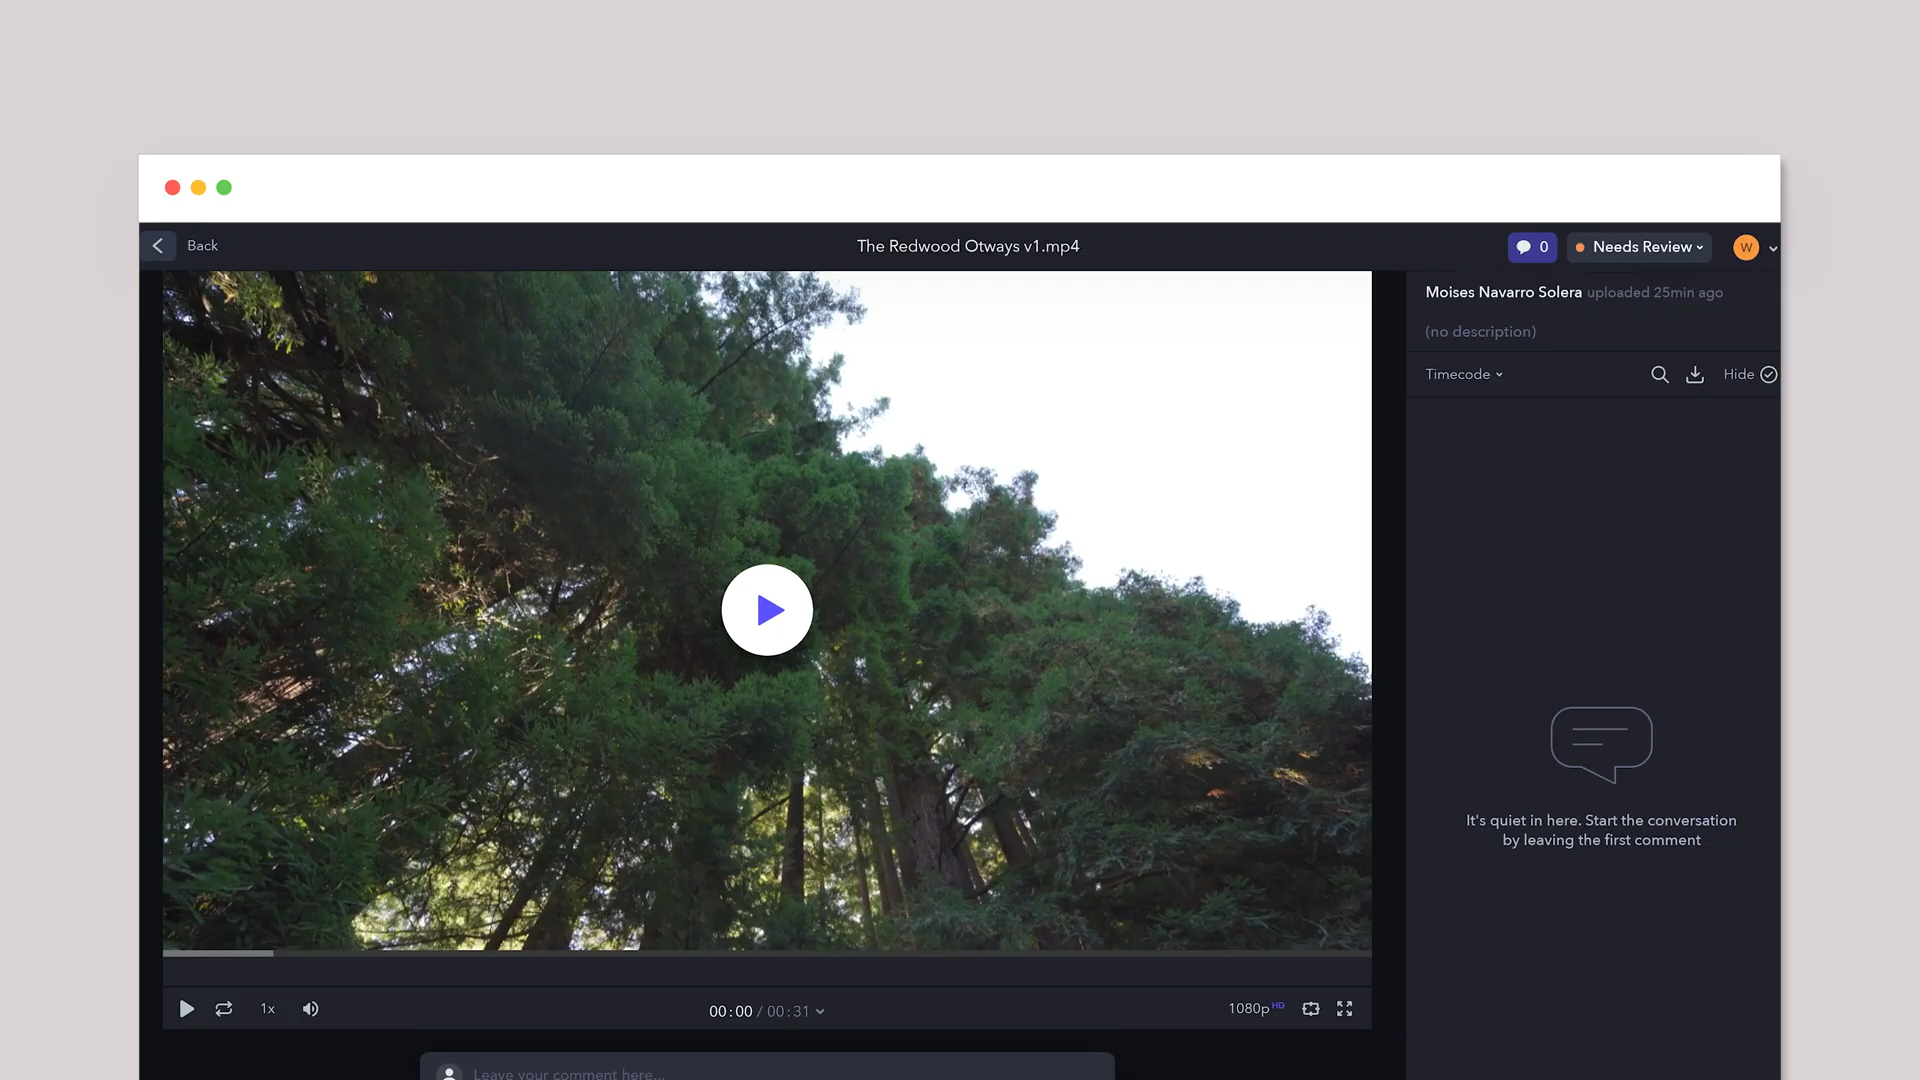 Back
The Redwood Otways v1.mp4
0
Needs Review
W
Moises Navarro Solera uploaded 25min ago
(no description)
Timecode
Hide
It's quiet in here. Start the conversation
by leaving the first comment
1x
00:00 / 00:31
1080p HD
Leave your comment here...